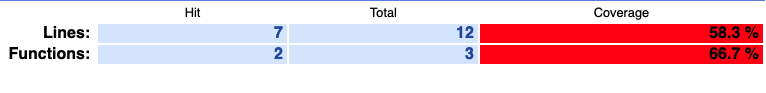 Hit Total Coverage
Lines: 7 12 58.3 %
Functions: 2 3 66.7 %